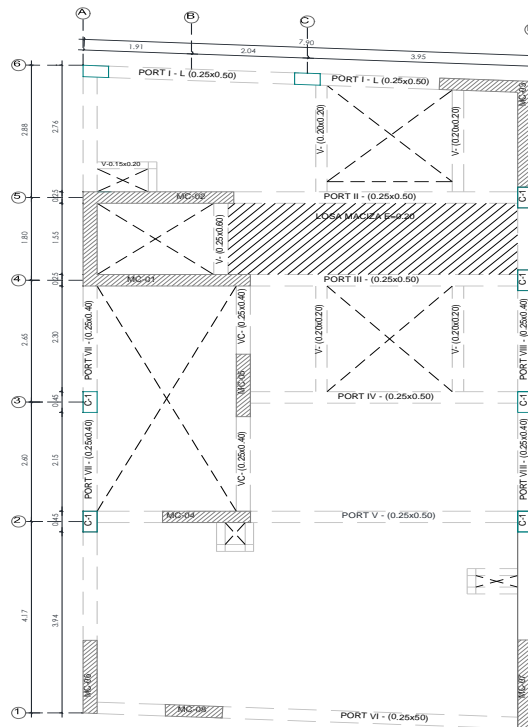 A
B
C
7.90
1.91
2.04
3.95
6
PORT I - L (0.25x0.50)
PORT I - L (0.25x0.50)
MC-03
2.88
2.76
V- (0.20x0.20)
V- (0.20x0.20)
V-0.15x0.20
5
0.25
MC-02
PORT II - (0.25x0.50)
C-1
LOSA MACIZA E=0.20
1.80
1.55
V- (0.25x0.60)
4
0.25
MC-01
PORT III - (0.25x0.50)
C-1
PORT VII - (0.25x0.40)
VC- (0.25x0.40)
V- (0.20x0.20)
V- (0.20x0.20)
PORT VIII - (0.25x0.40)
2.65
2.30
MC-05
3
0.45
C-1
PORT IV - (0.25x0.50)
C-1
2.60
2.15
PORT VII - (0.25x0.40)
VC- (0.25x0.40)
PORT VIII - (0.25x0.40)
2
0.45
C-1
MC-04
PORT V - (0.25x0.50)
C-1
4.17
3.94
MC-06
MC-07
1
MC-08
PORT VI - (0.25x50)